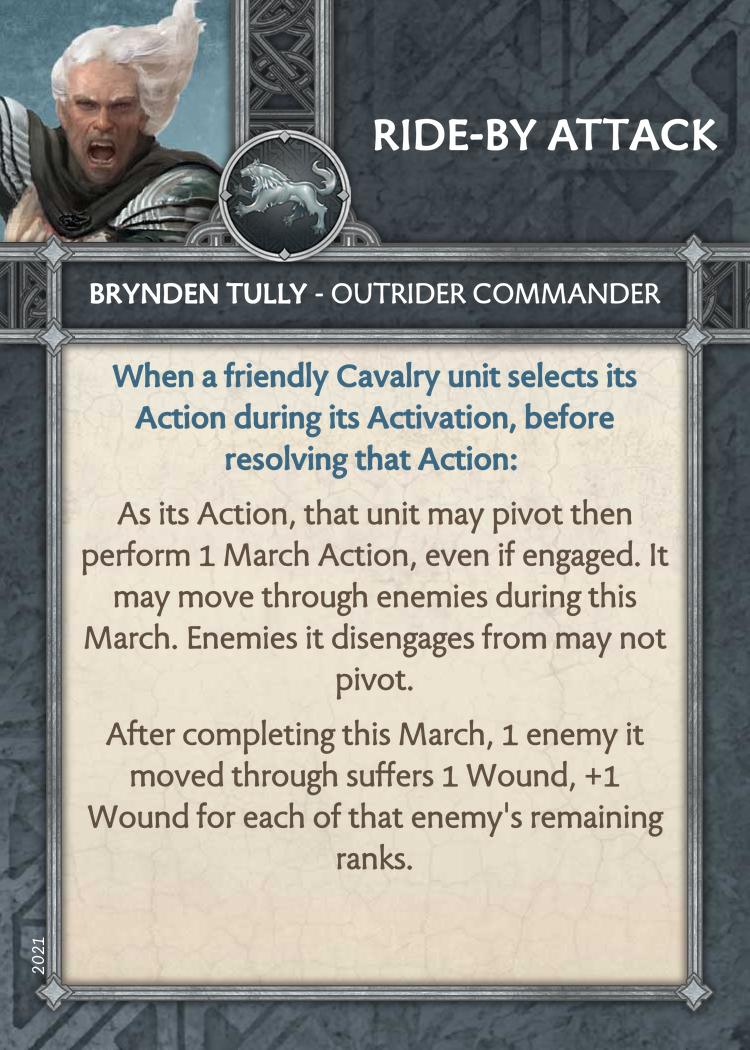 RIDE-BY ATTACK
BRYNDEN TULLY - OUTRIDER COMMANDER
When a friendly Cavalry unit selects its
Action during its Activation, before
resolving that Action:
As its Action, that unit may pivot then
perform 1 March Action, even if engaged. It
may move through enemies during this
March. Enemies it disengages from may not
pivot.
After completing this March, 1 enemy it
moved through suffers 1 Wound, +1
Wound for each of that enemy's remaining
ranks.
2021